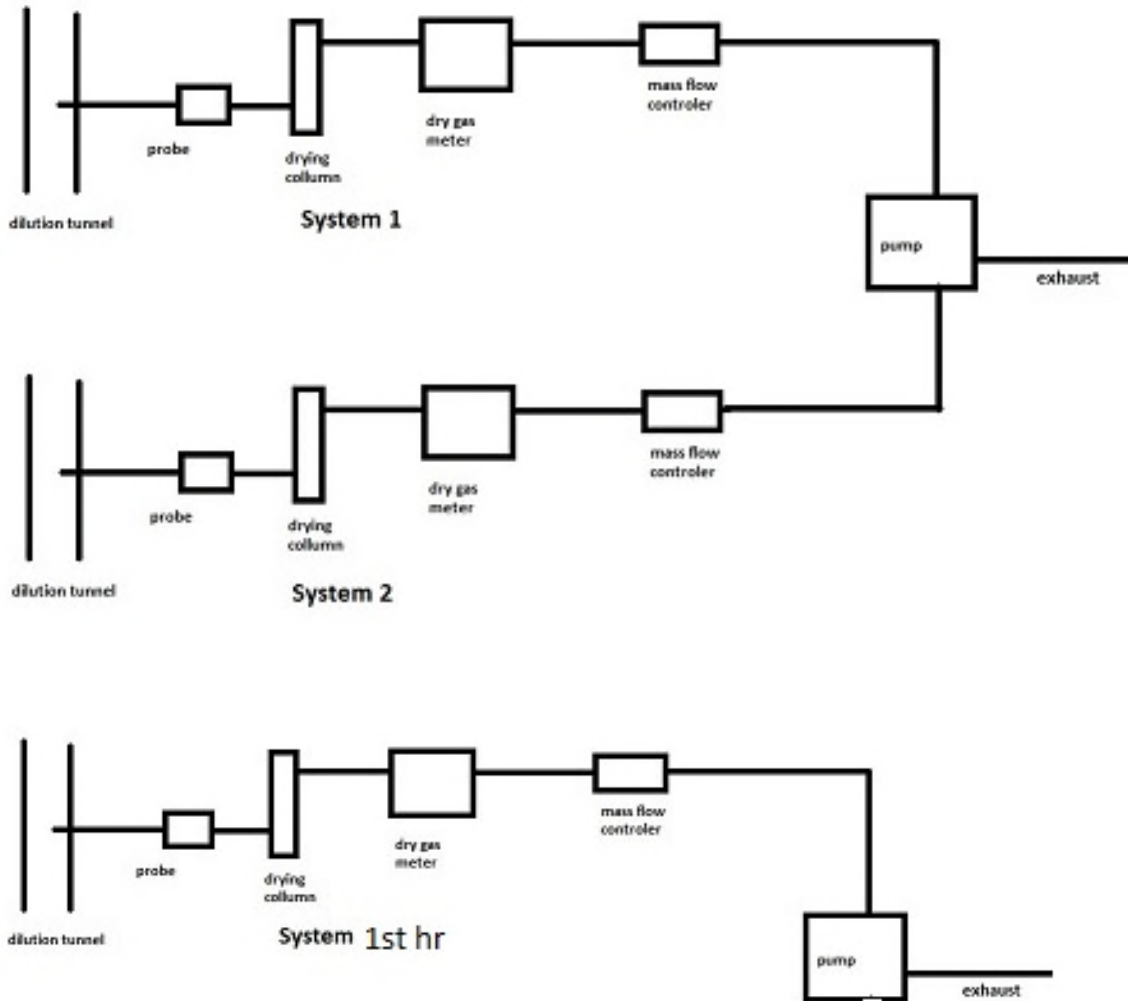 mass flow
controler
dry gas
meter
probe
drying
collumn
dilution tunnel
System 1
pump
exhaust
mass flow
controler
dry gas
meter
probe
drying
collumn
dilution tunnel
System 2
mass flow
controler
dry gas
meter
probe
drying
collumn
dilution tunnel
System 1st hr
pump
exhaust